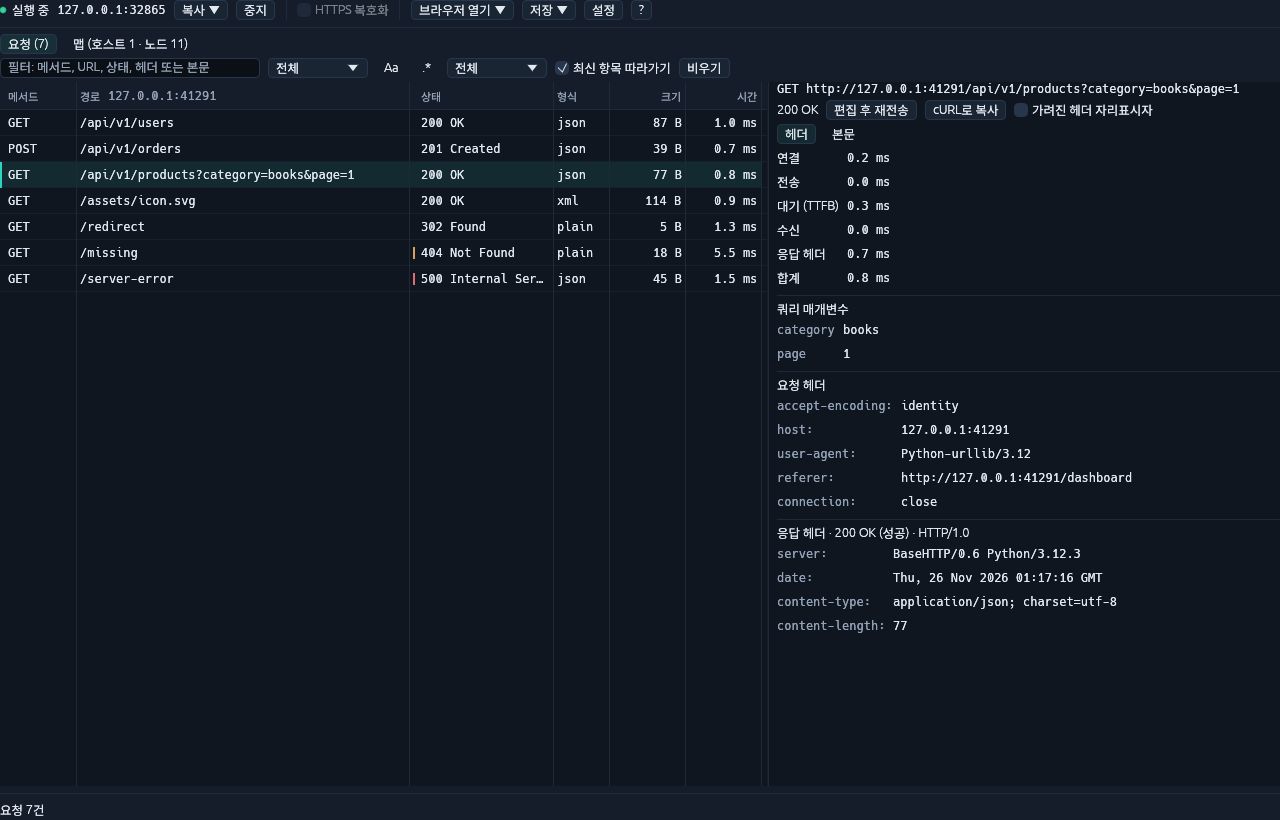 실행 중 127.0.0.1:32865 복사 ▼ 중지 HTTPS 복호화 브라우저 열기 ▼ 저장 ▼ 설정 ?
요청 (7) 맵 (호스트 1 · 노드 11)
필터: 메서드, URL, 상태, 헤더 또는 본문 전체 ▼ Aa .* 전체 ▼ 최신 항목 따라가기 비우기
메서드 경로 127.0.0.1:41291 상태 형식 크기 시간
GET /api/v1/users 200 OK json 87 B 1.0 ms
POST /api/v1/orders 201 Created json 39 B 0.7 ms
GET /api/v1/products?category=books&page=1 200 OK json 77 B 0.8 ms
GET /assets/icon.svg 200 OK xml 114 B 0.9 ms
GET /redirect 302 Found plain 5 B 1.3 ms
GET /missing 404 Not Found plain 18 B 5.5 ms
GET /server-error 500 Internal Ser… json 45 B 1.5 ms
GET http://127.0.0.1:41291/api/v1/products?category=books&page=1
200 OK 편집 후 재전송 cURL로 복사 가려진 헤더 자리표시자
헤더 본문
연결 0.2 ms
전송 0.0 ms
대기 (TTFB) 0.3 ms
수신 0.0 ms
응답 헤더 0.7 ms
합계 0.8 ms
쿼리 매개변수
category books
page 1
요청 헤더
accept-encoding: identity
host: 127.0.0.1:41291
user-agent: Python-urllib/3.12
referer: http://127.0.0.1:41291/dashboard
connection: close
응답 헤더 · 200 OK (성공) · HTTP/1.0
server: BaseHTTP/0.6 Python/3.12.3
date: Thu, 26 Nov 2026 01:17:16 GMT
content-type: application/json; charset=utf-8
content-length: 77
요청 7건